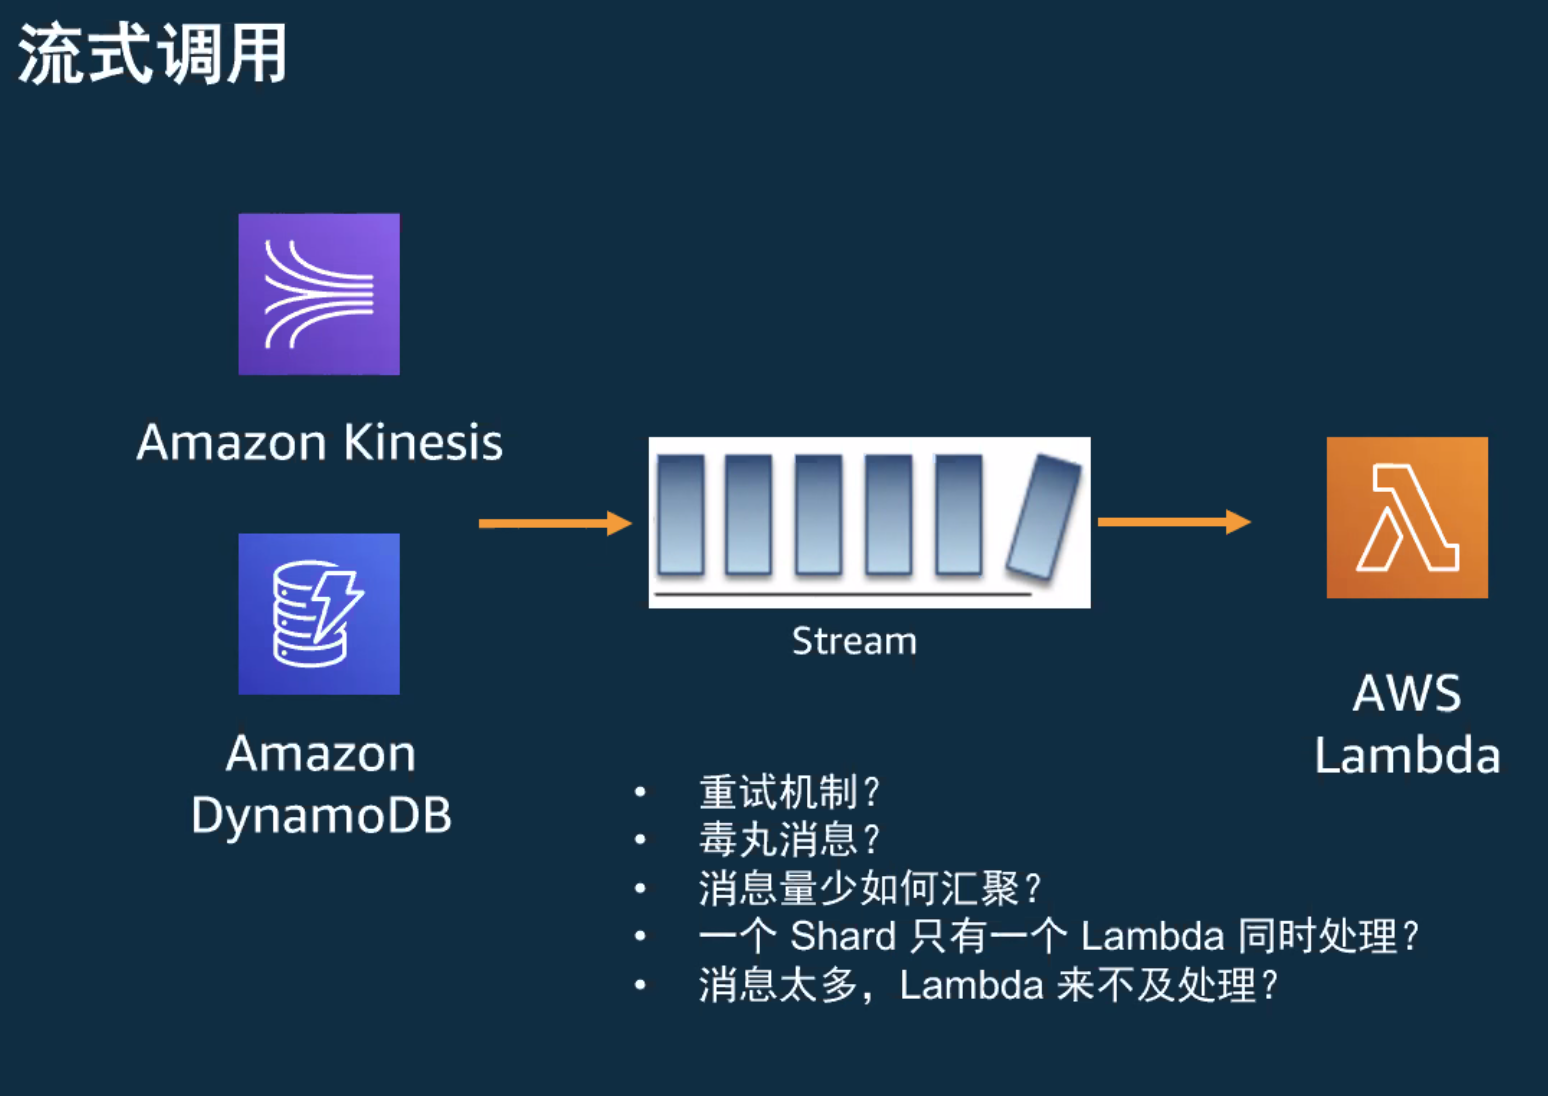 流式调用
Amazon Kinesis
Amazon
DynamoDB
Stream
AWS
Lambda
• 重试机制？
• 毒丸消息？
• 消息量少如何汇聚？
• 一个 Shard 只有一个 Lambda 同时处理？
• 消息太多，Lambda 来不及处理？